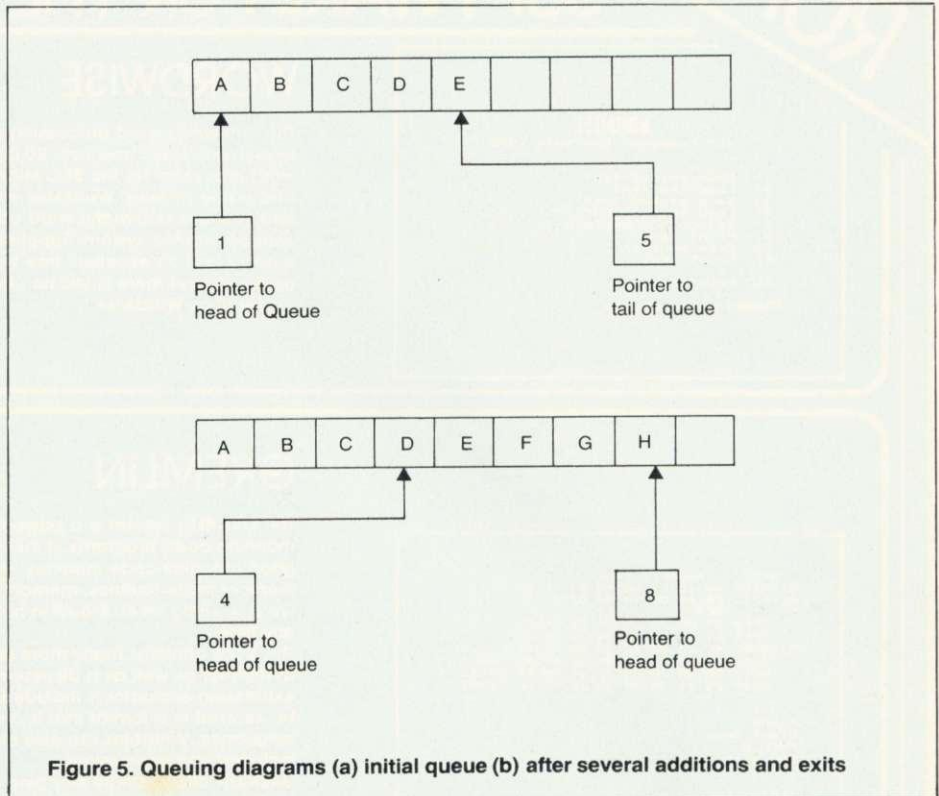 A B C D E
1
5
Pointer to
head of Queue
Pointer to
tail of queue
A B C D E F G H
4
8
Pointer to
head of queue
Pointer to
head of queue
Figure 5. Queuing diagrams (a) initial queue (b) after several additions and exits